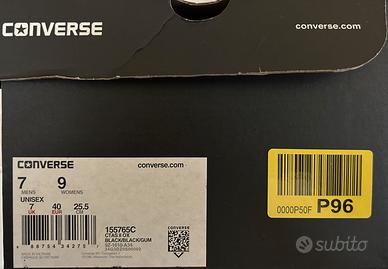 CONVERSE
converse.com
CONVERSE converse.com
7 9
MENS WOMENS
UNISEX
7 40 25.5
UK EUR CM
155765C
CTAS II OX
BLACK/BLACK/GUM
0000P50F P96
subito